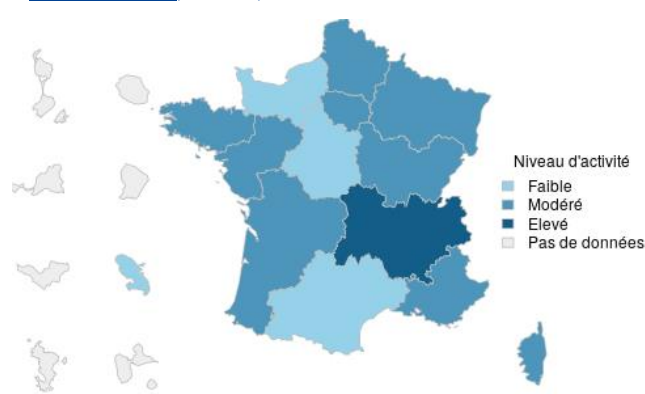 Niveau d'activité
Faible
Modéré
Elevé
Pas de données